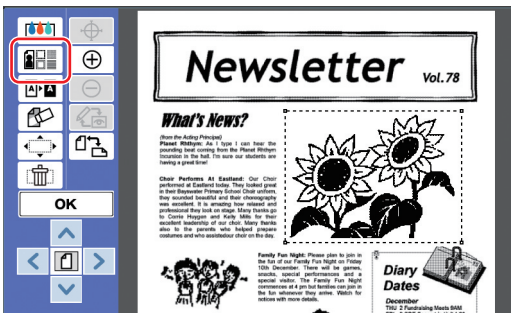 Newsletter Vol.78
What's News?
(from the Acting Principal)
Planet Rhthym: As I type I can hear the
pounding beat coming from the Planet Rhthym
Incursion in the hall. I'm sure our students are
having a great time!
Choir Performs At Eastland: Our Choir
performed at Eastland today. They looked great
in their Bayswater Primary School Choir uniform,
they sounded beautiful and their choreography
was excellent. It is amazing how relaxed and
professional they look on stage. Many thanks go
to Corrie Hoygon and Kelly Mills for their
excellent leadership of our choir. Many thanks
also to the parents who helped prepare
costumes and who assistedour choir on the day.
Family Fun Night: Please plan to join in
the fun of our Family Fun Night on Friday
10th December. There will be games,
snacks, special performances and a
special visitor. The Family Fun Night
commences at 4 pm but families can join in
the fun whenever they arrive. Watch for
notices with more details.
Diary
Dates
December
THU 2 Fundraising Meets 9AM
A A
OK